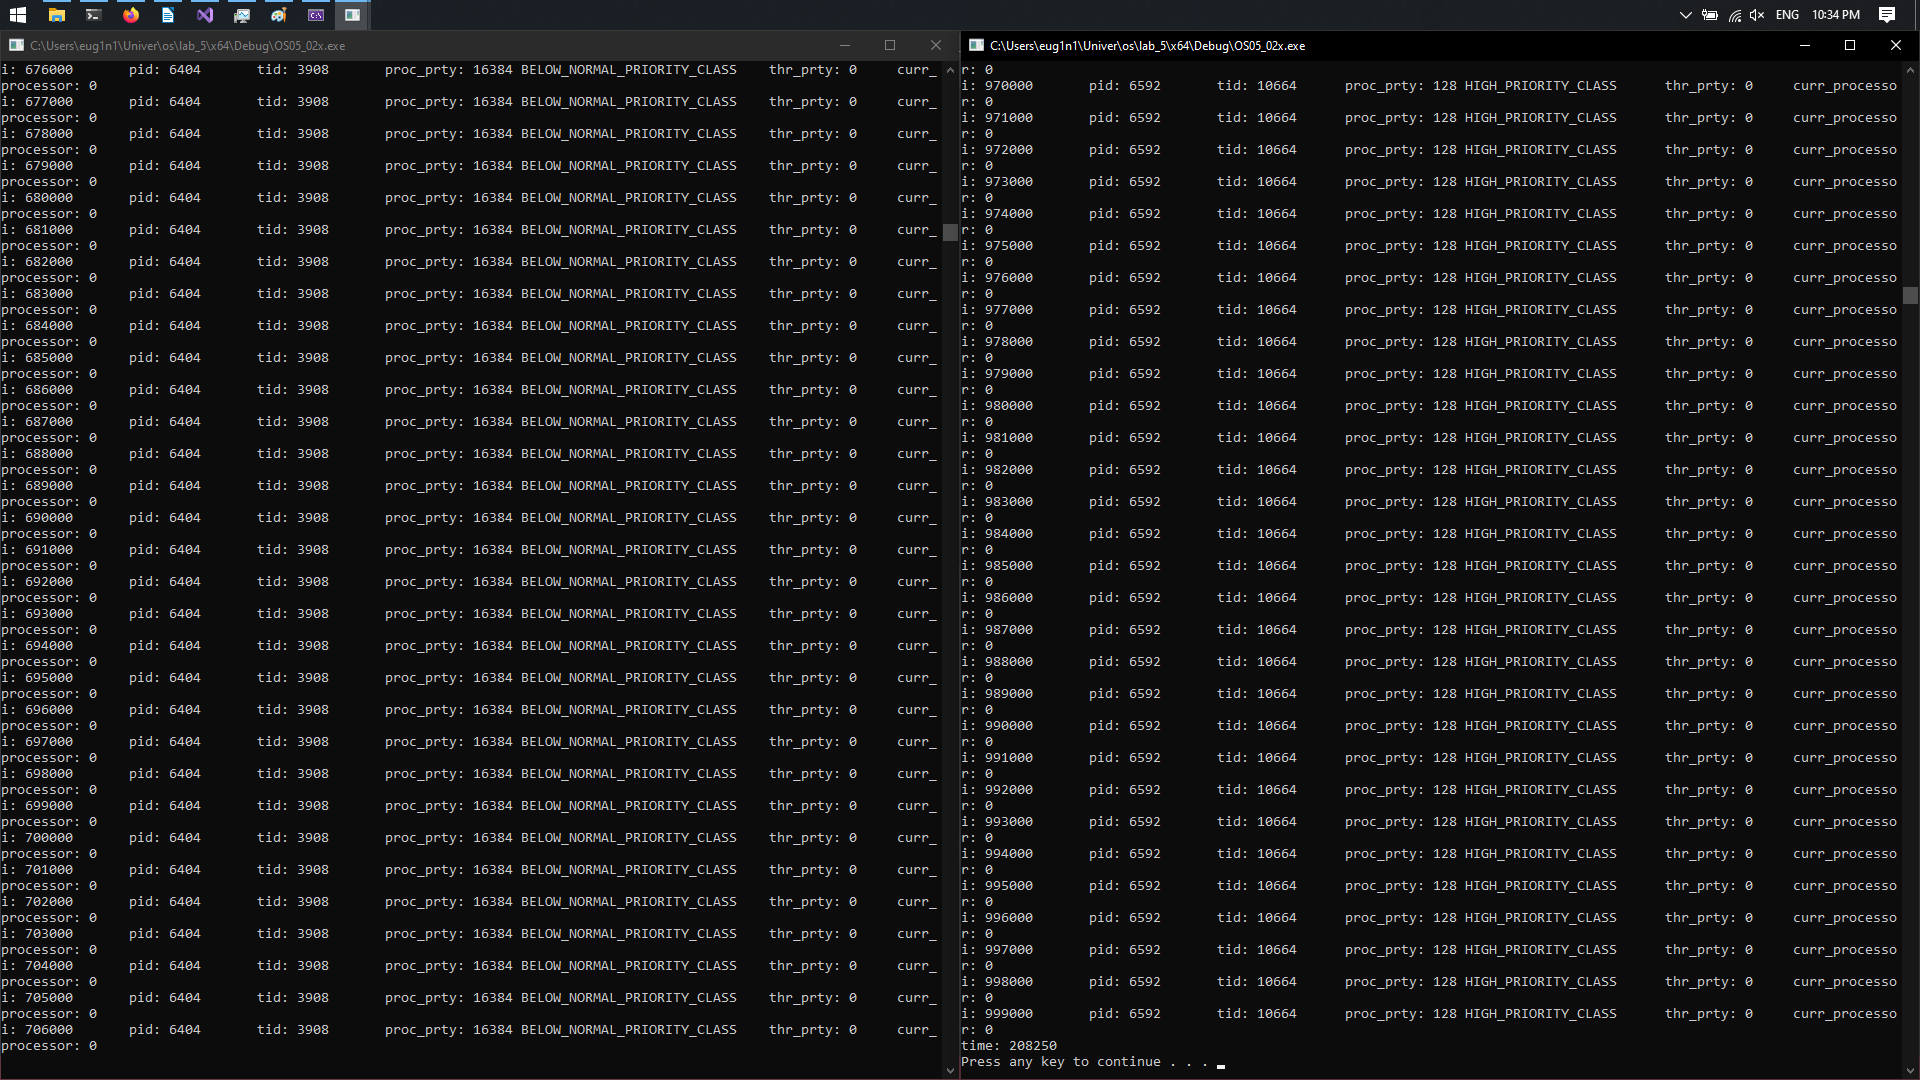 ENG 10:34 PM
C:\Users\eug1n1\Univer\os\lab_5\x64\Debug\OS05_02x.exe
i: 676000 pid: 6404 tid: 3908 proc_prty: 16384 BELOW_NORMAL_PRIORITY_CLASS thr_prty: 0 curr_
processor: 0
i: 677000 pid: 6404 tid: 3908 proc_prty: 16384 BELOW_NORMAL_PRIORITY_CLASS thr_prty: 0 curr_
processor: 0
i: 678000 pid: 6404 tid: 3908 proc_prty: 16384 BELOW_NORMAL_PRIORITY_CLASS thr_prty: 0 curr_
processor: 0
i: 679000 pid: 6404 tid: 3908 proc_prty: 16384 BELOW_NORMAL_PRIORITY_CLASS thr_prty: 0 curr_
processor: 0
i: 680000 pid: 6404 tid: 3908 proc_prty: 16384 BELOW_NORMAL_PRIORITY_CLASS thr_prty: 0 curr_
processor: 0
i: 681000 pid: 6404 tid: 3908 proc_prty: 16384 BELOW_NORMAL_PRIORITY_CLASS thr_prty: 0 curr_
processor: 0
i: 682000 pid: 6404 tid: 3908 proc_prty: 16384 BELOW_NORMAL_PRIORITY_CLASS thr_prty: 0 curr_
processor: 0
i: 683000 pid: 6404 tid: 3908 proc_prty: 16384 BELOW_NORMAL_PRIORITY_CLASS thr_prty: 0 curr_
processor: 0
i: 684000 pid: 6404 tid: 3908 proc_prty: 16384 BELOW_NORMAL_PRIORITY_CLASS thr_prty: 0 curr_
processor: 0
i: 685000 pid: 6404 tid: 3908 proc_prty: 16384 BELOW_NORMAL_PRIORITY_CLASS thr_prty: 0 curr_
processor: 0
i: 686000 pid: 6404 tid: 3908 proc_prty: 16384 BELOW_NORMAL_PRIORITY_CLASS thr_prty: 0 curr_
processor: 0
i: 687000 pid: 6404 tid: 3908 proc_prty: 16384 BELOW_NORMAL_PRIORITY_CLASS thr_prty: 0 curr_
processor: 0
i: 688000 pid: 6404 tid: 3908 proc_prty: 16384 BELOW_NORMAL_PRIORITY_CLASS thr_prty: 0 curr_
processor: 0
i: 689000 pid: 6404 tid: 3908 proc_prty: 16384 BELOW_NORMAL_PRIORITY_CLASS thr_prty: 0 curr_
processor: 0
i: 690000 pid: 6404 tid: 3908 proc_prty: 16384 BELOW_NORMAL_PRIORITY_CLASS thr_prty: 0 curr_
processor: 0
i: 691000 pid: 6404 tid: 3908 proc_prty: 16384 BELOW_NORMAL_PRIORITY_CLASS thr_prty: 0 curr_
processor: 0
i: 692000 pid: 6404 tid: 3908 proc_prty: 16384 BELOW_NORMAL_PRIORITY_CLASS thr_prty: 0 curr_
processor: 0
i: 693000 pid: 6404 tid: 3908 proc_prty: 16384 BELOW_NORMAL_PRIORITY_CLASS thr_prty: 0 curr_
processor: 0
i: 694000 pid: 6404 tid: 3908 proc_prty: 16384 BELOW_NORMAL_PRIORITY_CLASS thr_prty: 0 curr_
processor: 0
i: 695000 pid: 6404 tid: 3908 proc_prty: 16384 BELOW_NORMAL_PRIORITY_CLASS thr_prty: 0 curr_
processor: 0
i: 696000 pid: 6404 tid: 3908 proc_prty: 16384 BELOW_NORMAL_PRIORITY_CLASS thr_prty: 0 curr_
processor: 0
i: 697000 pid: 6404 tid: 3908 proc_prty: 16384 BELOW_NORMAL_PRIORITY_CLASS thr_prty: 0 curr_
processor: 0
i: 698000 pid: 6404 tid: 3908 proc_prty: 16384 BELOW_NORMAL_PRIORITY_CLASS thr_prty: 0 curr_
processor: 0
i: 699000 pid: 6404 tid: 3908 proc_prty: 16384 BELOW_NORMAL_PRIORITY_CLASS thr_prty: 0 curr_
processor: 0
i: 700000 pid: 6404 tid: 3908 proc_prty: 16384 BELOW_NORMAL_PRIORITY_CLASS thr_prty: 0 curr_
processor: 0
i: 701000 pid: 6404 tid: 3908 proc_prty: 16384 BELOW_NORMAL_PRIORITY_CLASS thr_prty: 0 curr_
processor: 0
i: 702000 pid: 6404 tid: 3908 proc_prty: 16384 BELOW_NORMAL_PRIORITY_CLASS thr_prty: 0 curr_
processor: 0
i: 703000 pid: 6404 tid: 3908 proc_prty: 16384 BELOW_NORMAL_PRIORITY_CLASS thr_prty: 0 curr_
processor: 0
i: 704000 pid: 6404 tid: 3908 proc_prty: 16384 BELOW_NORMAL_PRIORITY_CLASS thr_prty: 0 curr_
processor: 0
i: 705000 pid: 6404 tid: 3908 proc_prty: 16384 BELOW_NORMAL_PRIORITY_CLASS thr_prty: 0 curr_
processor: 0
i: 706000 pid: 6404 tid: 3908 proc_prty: 16384 BELOW_NORMAL_PRIORITY_CLASS thr_prty: 0 curr_
processor: 0
C:\Users\eug1n1\Univer\os\lab_5\x64\Debug\OS05_02x.exe
r: 0
i: 970000 pid: 6592 tid: 10664 proc_prty: 128 HIGH_PRIORITY_CLASS thr_prty: 0 curr_processo
r: 0
i: 971000 pid: 6592 tid: 10664 proc_prty: 128 HIGH_PRIORITY_CLASS thr_prty: 0 curr_processo
r: 0
i: 972000 pid: 6592 tid: 10664 proc_prty: 128 HIGH_PRIORITY_CLASS thr_prty: 0 curr_processo
r: 0
i: 973000 pid: 6592 tid: 10664 proc_prty: 128 HIGH_PRIORITY_CLASS thr_prty: 0 curr_processo
r: 0
i: 974000 pid: 6592 tid: 10664 proc_prty: 128 HIGH_PRIORITY_CLASS thr_prty: 0 curr_processo
r: 0
i: 975000 pid: 6592 tid: 10664 proc_prty: 128 HIGH_PRIORITY_CLASS thr_prty: 0 curr_processo
r: 0
i: 976000 pid: 6592 tid: 10664 proc_prty: 128 HIGH_PRIORITY_CLASS thr_prty: 0 curr_processo
r: 0
i: 977000 pid: 6592 tid: 10664 proc_prty: 128 HIGH_PRIORITY_CLASS thr_prty: 0 curr_processo
r: 0
i: 978000 pid: 6592 tid: 10664 proc_prty: 128 HIGH_PRIORITY_CLASS thr_prty: 0 curr_processo
r: 0
i: 979000 pid: 6592 tid: 10664 proc_prty: 128 HIGH_PRIORITY_CLASS thr_prty: 0 curr_processo
r: 0
i: 980000 pid: 6592 tid: 10664 proc_prty: 128 HIGH_PRIORITY_CLASS thr_prty: 0 curr_processo
r: 0
i: 981000 pid: 6592 tid: 10664 proc_prty: 128 HIGH_PRIORITY_CLASS thr_prty: 0 curr_processo
r: 0
i: 982000 pid: 6592 tid: 10664 proc_prty: 128 HIGH_PRIORITY_CLASS thr_prty: 0 curr_processo
r: 0
i: 983000 pid: 6592 tid: 10664 proc_prty: 128 HIGH_PRIORITY_CLASS thr_prty: 0 curr_processo
r: 0
i: 984000 pid: 6592 tid: 10664 proc_prty: 128 HIGH_PRIORITY_CLASS thr_prty: 0 curr_processo
r: 0
i: 985000 pid: 6592 tid: 10664 proc_prty: 128 HIGH_PRIORITY_CLASS thr_prty: 0 curr_processo
r: 0
i: 986000 pid: 6592 tid: 10664 proc_prty: 128 HIGH_PRIORITY_CLASS thr_prty: 0 curr_processo
r: 0
i: 987000 pid: 6592 tid: 10664 proc_prty: 128 HIGH_PRIORITY_CLASS thr_prty: 0 curr_processo
r: 0
i: 988000 pid: 6592 tid: 10664 proc_prty: 128 HIGH_PRIORITY_CLASS thr_prty: 0 curr_processo
r: 0
i: 989000 pid: 6592 tid: 10664 proc_prty: 128 HIGH_PRIORITY_CLASS thr_prty: 0 curr_processo
r: 0
i: 990000 pid: 6592 tid: 10664 proc_prty: 128 HIGH_PRIORITY_CLASS thr_prty: 0 curr_processo
r: 0
i: 991000 pid: 6592 tid: 10664 proc_prty: 128 HIGH_PRIORITY_CLASS thr_prty: 0 curr_processo
r: 0
i: 992000 pid: 6592 tid: 10664 proc_prty: 128 HIGH_PRIORITY_CLASS thr_prty: 0 curr_processo
r: 0
i: 993000 pid: 6592 tid: 10664 proc_prty: 128 HIGH_PRIORITY_CLASS thr_prty: 0 curr_processo
r: 0
i: 994000 pid: 6592 tid: 10664 proc_prty: 128 HIGH_PRIORITY_CLASS thr_prty: 0 curr_processo
r: 0
i: 995000 pid: 6592 tid: 10664 proc_prty: 128 HIGH_PRIORITY_CLASS thr_prty: 0 curr_processo
r: 0
i: 996000 pid: 6592 tid: 10664 proc_prty: 128 HIGH_PRIORITY_CLASS thr_prty: 0 curr_processo
r: 0
i: 997000 pid: 6592 tid: 10664 proc_prty: 128 HIGH_PRIORITY_CLASS thr_prty: 0 curr_processo
r: 0
i: 998000 pid: 6592 tid: 10664 proc_prty: 128 HIGH_PRIORITY_CLASS thr_prty: 0 curr_processo
r: 0
i: 999000 pid: 6592 tid: 10664 proc_prty: 128 HIGH_PRIORITY_CLASS thr_prty: 0 curr_processo
r: 0
time: 208250
Press any key to continue . . .